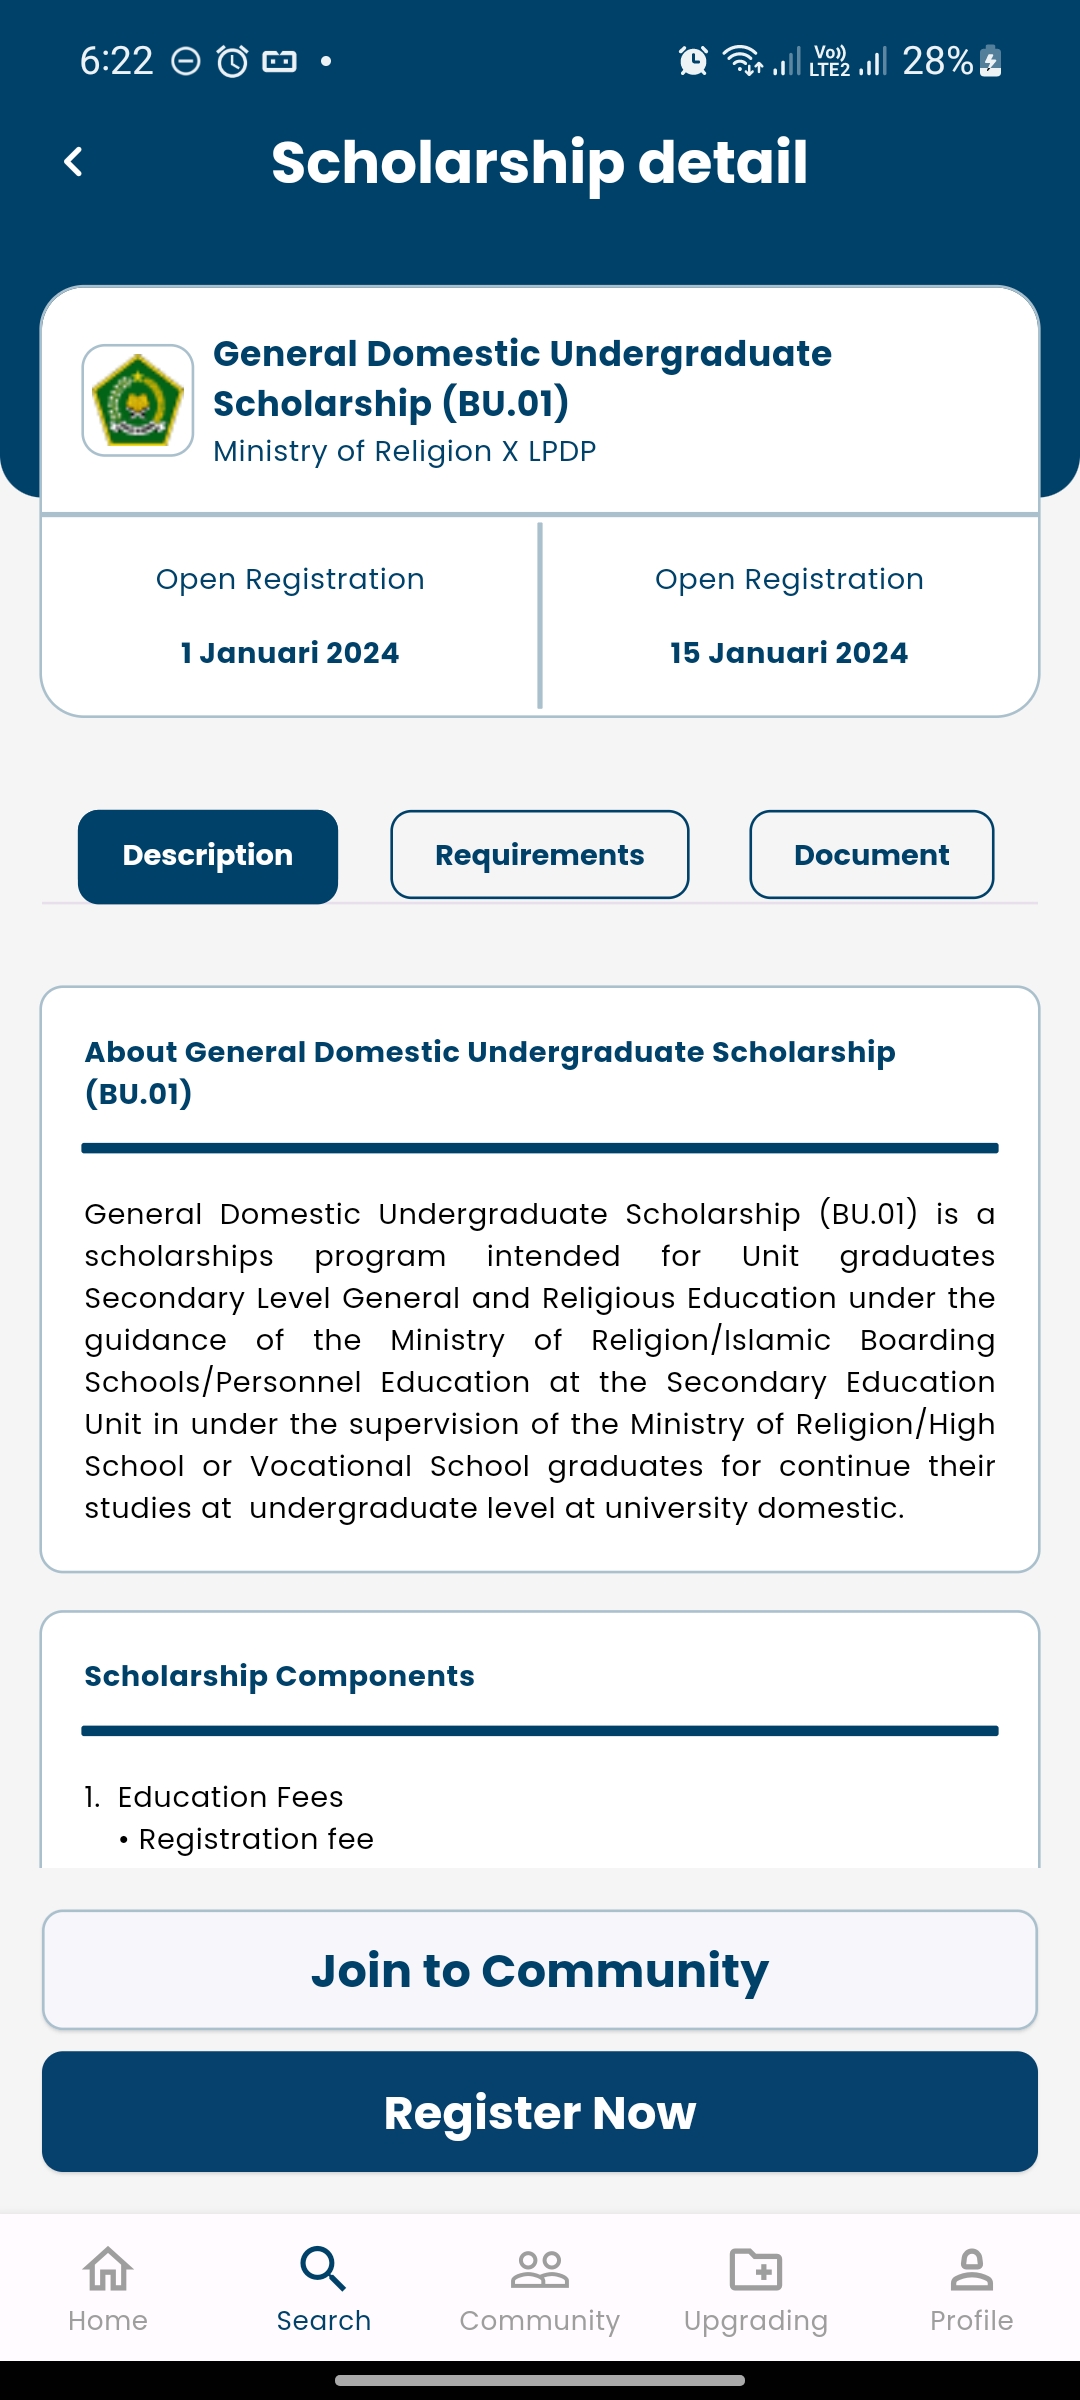 6:22
Vo)) LTE2
28%
Scholarship detail
General Domestic Undergraduate
Scholarship (BU.01)
Ministry of Religion X LPDP
Open Registration
1 Januari 2024
Open Registration
15 Januari 2024
Description
Requirements
Document
About General Domestic Undergraduate Scholarship
(BU.01)
General Domestic Undergraduate Scholarship (BU.01) is a
scholarships program intended for Unit graduates
Secondary Level General and Religious Education under the
guidance of the Ministry of Religion/Islamic Boarding
Schools/Personnel Education at the Secondary Education
Unit in under the supervision of the Ministry of Religion/High
School or Vocational School graduates for continue their
studies at  undergraduate level at university domestic.
Scholarship Components
1. Education Fees
• Registration fee
Join to Community
Register Now
Home
Search
Community
Upgrading
Profile